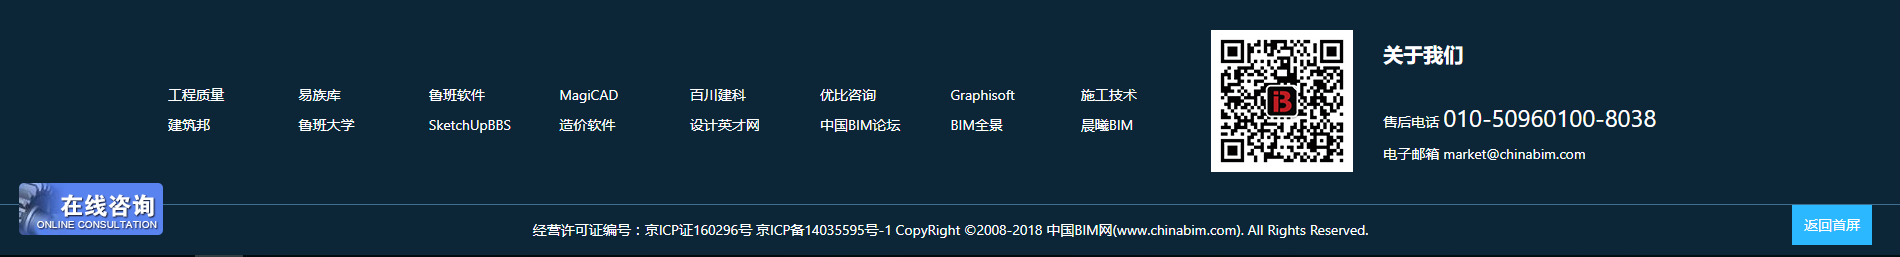 工程质量 易族库 鲁班软件 MagiCAD 百川建科 优比咨询 Graphisoft 施工技术
建筑邦 鲁班大学 SketchUpBBS 造价软件 设计英才网 中国BIM论坛 BIM全景 晨曦BIM
关于我们
售后电话 010-50960100-8038
电子邮箱 market@chinabim.com
在线咨询
ONLINE CONSULTATION
经营许可证编号：京ICP证160296号 京ICP备14035595号-1 CopyRight ©2008-2018 中国BIM网(www.chinabim.com). All Rights Reserved.
返回首屏